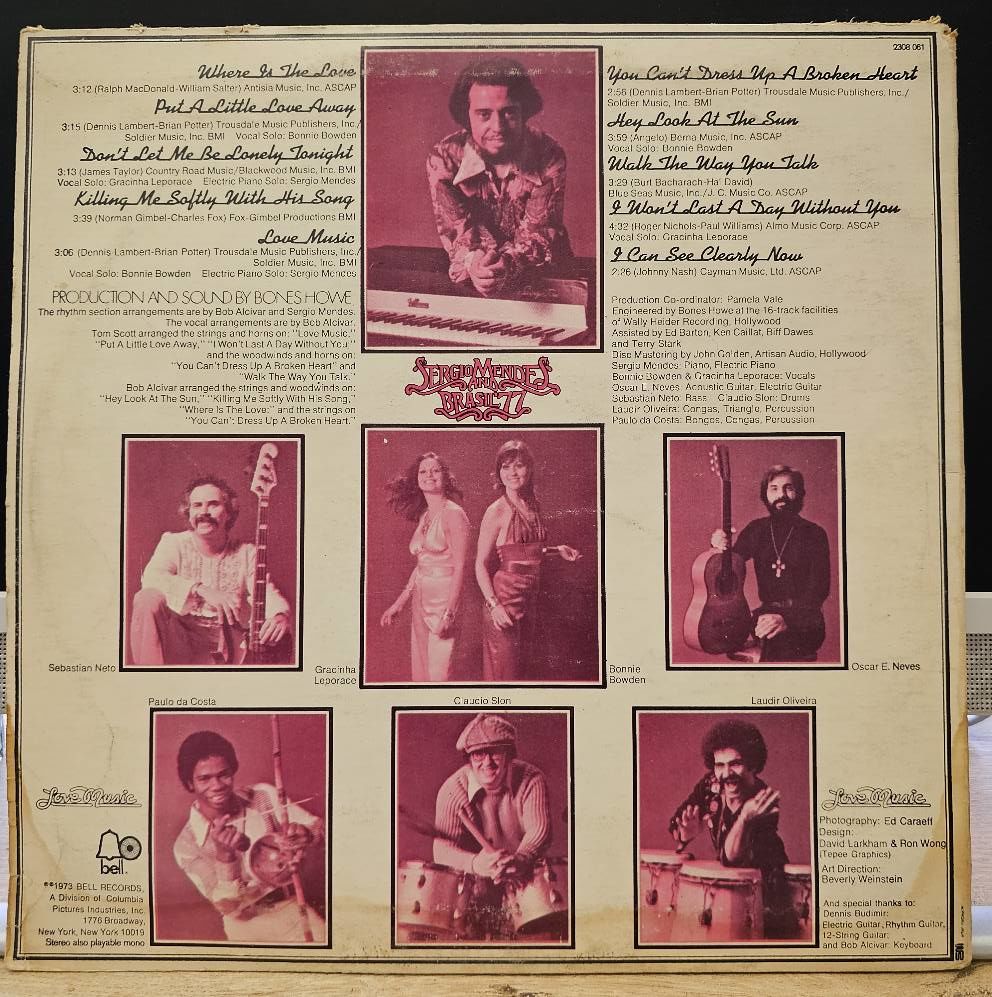 2308 061
Where Is The Love
3:12 (Ralph MacDonald-William Salter) Antisia Music, Inc. ASCAP
Put A Little Love Away
3:15 (Dennis Lambert-Brian Potter) Trousdale Music Publishers, Inc./
Soldier Music, Inc. BMI Vocal Solo: Bonnie Bowden
Don't Let Me Be Lonely Tonight
3:13 (James Taylor) Country Road Music/Blackwood Music, Inc. BMI
Vocal Solo: Gracinha Leporace Electric Piano Solo: Sergio Mendes
Killing Me Softly With His Song
3:39 (Norman Gimbel-Charles Fox) Fox-Gimbel Productions BMI
Love Music
3:06 (Dennis Lambert-Brian Potter) Trousdale Music Publishers, Inc./
Soldier Music, Inc. BMI
Vocal Solo: Bonnie Bowden Electric Piano Solo: Sergio Mendes
PRODUCTION AND SOUND BY BONES HOWE
The rhythm section arrangements are by Bob Alcivar and Sergio Mendes.
The vocal arrangements are by Bob Alcivar.
Tom Scott arranged the strings and horns on: "Love Music,"
"Put A Little Love Away," "I Won't Last A Day Without You;"
and the woodwinds and horns on:
"You Can't Dress Up A Broken Heart" and
"Walk The Way You Talk."
Bob Alcivar arranged the strings and woodwinds on:
"Hey Look At The Sun," "Killing Me Softly With His Song,"
"Where Is The Love;" and the strings on
"You Can't Dress Up A Broken Heart."
You Can't Dress Up A Broken Heart
2:56 (Dennis Lambert-Brian Potter) Trousdale Music Publishers, Inc./
Soldier Music, Inc. BMI
Hey Look At The Sun
3:59 (Angelo) Berna Music, Inc. ASCAP
Vocal Solo: Bonnie Bowden
Walk The Way You Talk
3:29 (Burt Bacharach-Hal David)
Blue Seas Music, Inc./J.C. Music Co. ASCAP
I Won't Last A Day Without You
4:32 (Roger Nichols-Paul Williams) Almo Music Corp. ASCAP
Vocal Solo: Gracinha Leporace
I Can See Clearly Now
2:26 (Johnny Nash) Cayman Music, Ltd. ASCAP
Production Co-ordinator: Pamela Vale
Engineered by Bones Howe at the 16-track facilities
of Wally Heider Recording, Hollywood
Assisted by Ed Barton, Ken Caillat, Biff Dawes
and Terry Stark
Disc Mastering by John Golden, Artisan Audio, Hollywood
Sergio Mendes: Piano, Electric Piano
Bonnie Bowden & Gracinha Leporace: Vocals
Oscar E. Neves: Acoustic Guitar, Electric Guitar
Sebastian Neto: Bass Claudio Slon: Drums
Laudir Oliveira: Congas, Triangle, Percussion
Paulo da Costa: Bongos, Congas, Percussion
SERGIO MENDES
AND
BRASIL '77
Sebastian Neto
Gracinha
Leporace
Bonnie
Bowden
Oscar E. Neves
Paulo da Costa
Claudio Slon
Laudir Oliveira
Love Music
bell
©℗1973 BELL RECORDS,
A Division of Columbia
Pictures Industries, Inc.
1776 Broadway,
New York, New York 10019
Stereo also playable mono
Love Music
Photography: Ed Caraeff
Design:
David Larkham & Ron Wong
(Tepee Graphics)
Art Direction:
Beverly Weinstein
And special thanks to:
Dennis Budimir:
Electric Guitar, Rhythm Guitar,
12-String Guitar;
and Bob Alcivar: Keyboard